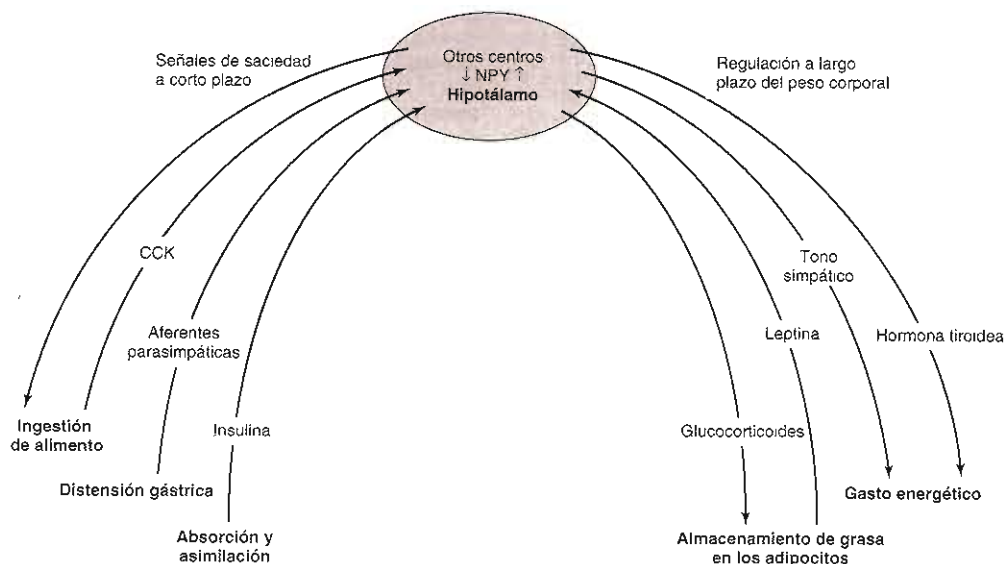 Señales de saciedad
a corto plazo
Otros centros
↓ NPY ↑
Hipotálamo
Regulación a largo
plazo del peso corporal
CCK
Aferentes
parasimpáticas
Insulina
Ingestión
de alimento
Distensión gástrica
Absorción y
asimilación
Tono
simpático
Leptina
Hormona tiroidea
Glucocorticoides
Gasto energético
Almacenamiento de grasa
en los adipocitos